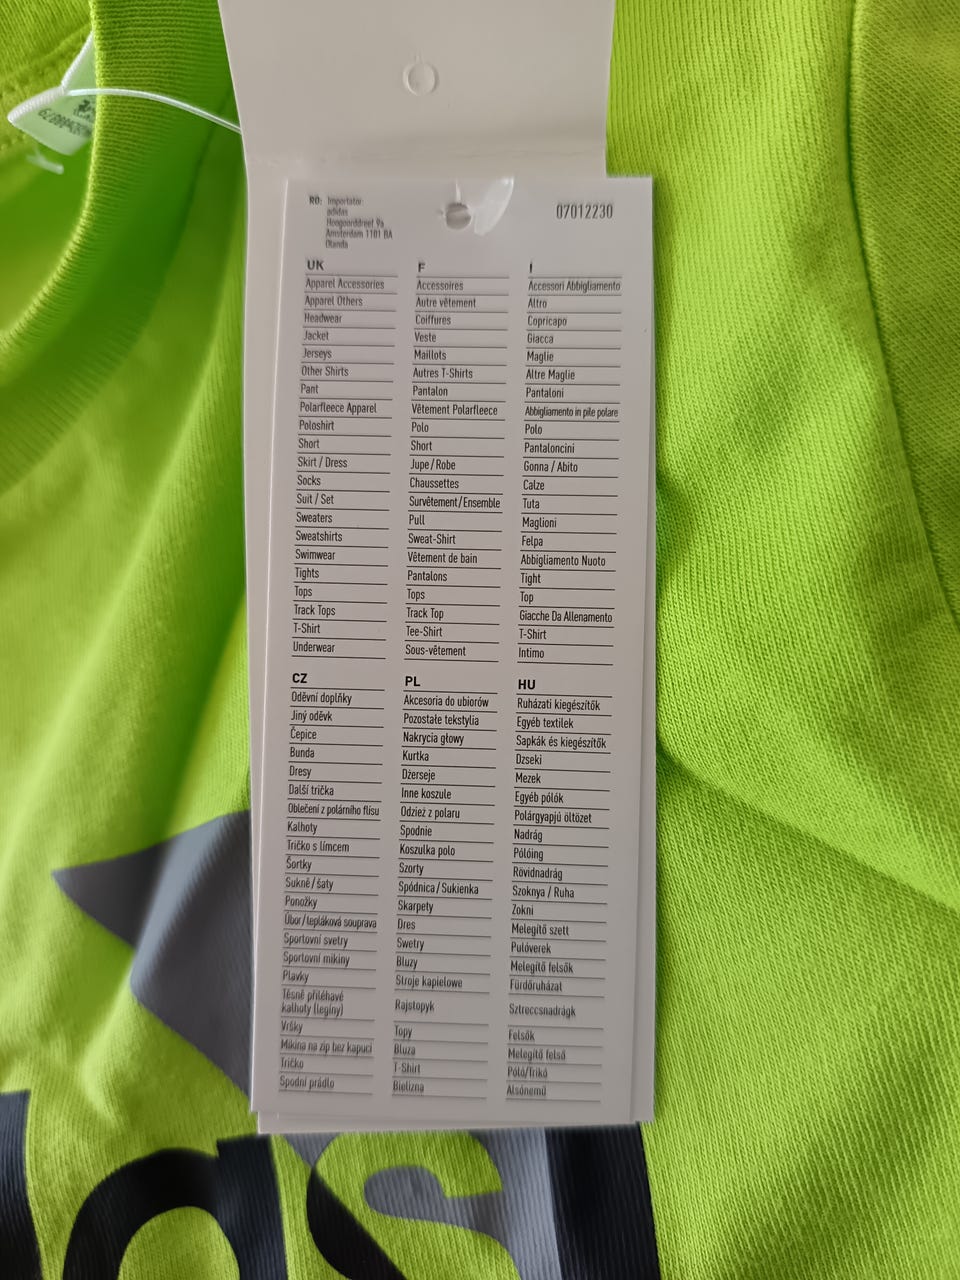 RO: Importator:
adidas
Hoogoorddreef 9a
Amsterdam 1101 BA
Olanda
07012230
UK
Apparel Accessories
Apparel Others
Headwear
Jacket
Jerseys
Other Shirts
Pant
Polarfleece Apparel
Poloshirt
Short
Skirt / Dress
Socks
Suit / Set
Sweaters
Sweatshirts
Swimwear
Tights
Tops
Track Tops
T-Shirt
Underwear
F
Accessoires
Autre vêtement
Coiffures
Veste
Maillots
Autres T-Shirts
Pantalon
Vêtement Polarfleece
Polo
Short
Jupe / Robe
Chaussettes
Survêtement / Ensemble
Pull
Sweat-Shirt
Vêtement de bain
Pantalons
Tops
Track Top
Tee-Shirt
Sous-vêtement
I
Accessori Abbigliamento
Altro
Copricapo
Giacca
Maglie
Altre Maglie
Pantaloni
Abbigliamento in pile polare
Polo
Pantaloncini
Gonna / Abito
Calze
Tuta
Maglioni
Felpa
Abbigliamento Nuoto
Tight
Top
Giacche Da Allenamento
T-Shirt
Intimo
CZ
Oděvní doplňky
Jiný oděvk
Čepice
Bunda
Dresy
Další trička
Oblečení z polárního flísu
Kalhoty
Tričko s límcem
Šortky
Sukně / šaty
Ponožky
Úbor / tepláková souprava
Sportovní svetry
Sportovní mikiny
Plavky
Těsně přiléhavé
kalhoty (legíny)
Vršky
Mikina na zip bez kapuci
Tričko
Spodní prádlo
PL
Akcesoria do ubiorów
Pozostałe tekstylia
Nakrycia głowy
Kurtka
Dżerseje
Inne koszule
Odzież z polaru
Spodnie
Koszulka polo
Szorty
Spódnica / Sukienka
Skarpety
Dres
Swetry
Bluzy
Stroje kąpielowe
Rajstopyk
Topy
Bluza
T-Shirt
Bielizna
HU
Ruházati kiegészítők
Egyéb textilek
Sapkák és kiegészítők
Dzseki
Mezek
Egyéb pólók
Polárgyapjú öltözet
Nadrág
Pólóing
Rövidnadrág
Szoknya / Ruha
Zokni
Melegítő szett
Pulóverek
Melegítő felsők
Fürdőruházat
Sztreccsnadrágk
Felsők
Melegítő felső
Póló/Trikó
Alsónemű